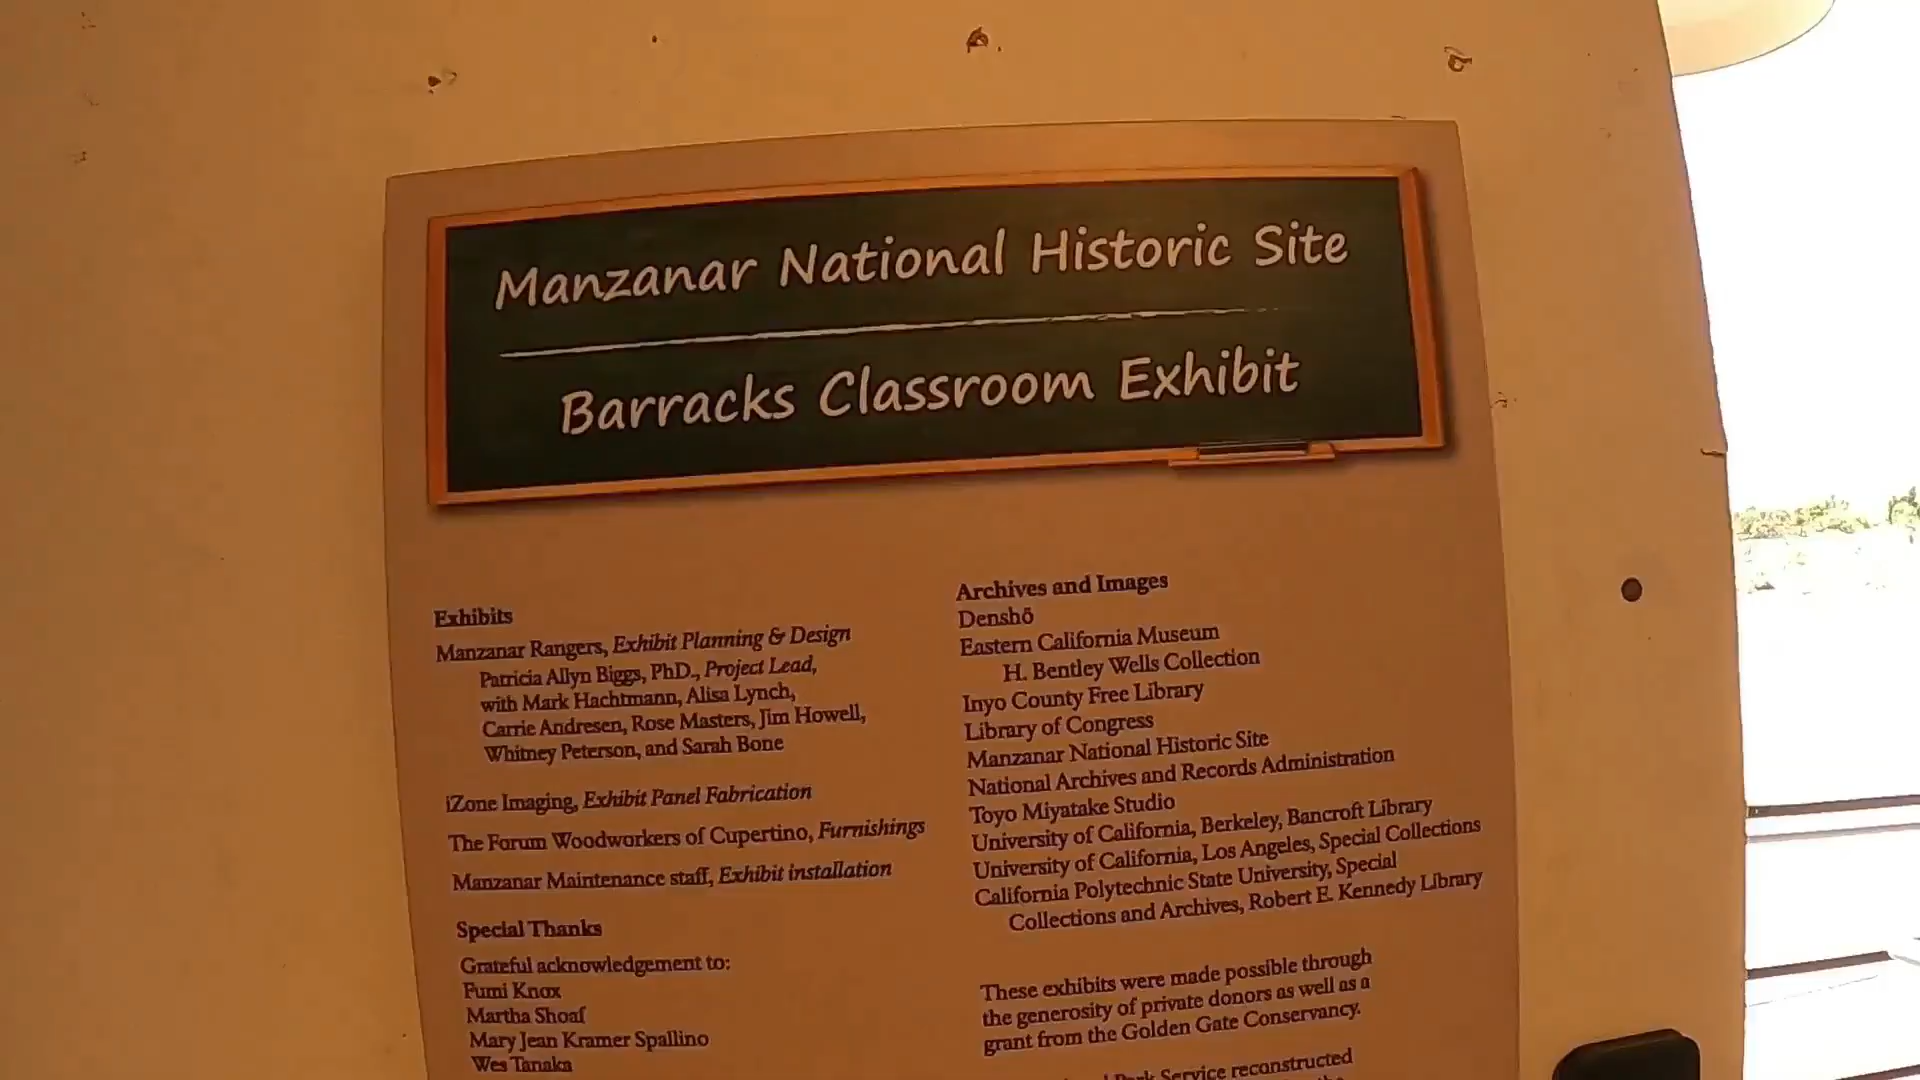 Manzanar National Historic Site
Barracks Classroom Exhibit
Exhibits
Manzanar Rangers, Exhibit Planning & Design
Patricia Allyn Biggs, PhD., Project Lead,
with Mark Hachtmann, Alisa Lynch,
Carrie Andresen, Rose Masters, Jim Howell,
Whitney Peterson, and Sarah Bone
iZone Imaging, Exhibit Panel Fabrication
The Forum Woodworkers of Cupertino, Furnishings
Manzanar Maintenance staff, Exhibit installation
Special Thanks
Grateful acknowledgement to:
Fumi Knox
Martha Shoaf
Mary Jean Kramer Spallino
Wes Tanaka
Archives and Images
Denshō
Eastern California Museum
H. Bentley Wells Collection
Inyo County Free Library
Library of Congress
Manzanar National Historic Site
National Archives and Records Administration
Toyo Miyatake Studio
University of California, Berkeley, Bancroft Library
University of California, Los Angeles, Special Collections
California Polytechnic State University, Special
Collections and Archives, Robert E. Kennedy Library
These exhibits were made possible through
the generosity of private donors as well as a
grant from the Golden Gate Conservancy.
Park Service reconstructed